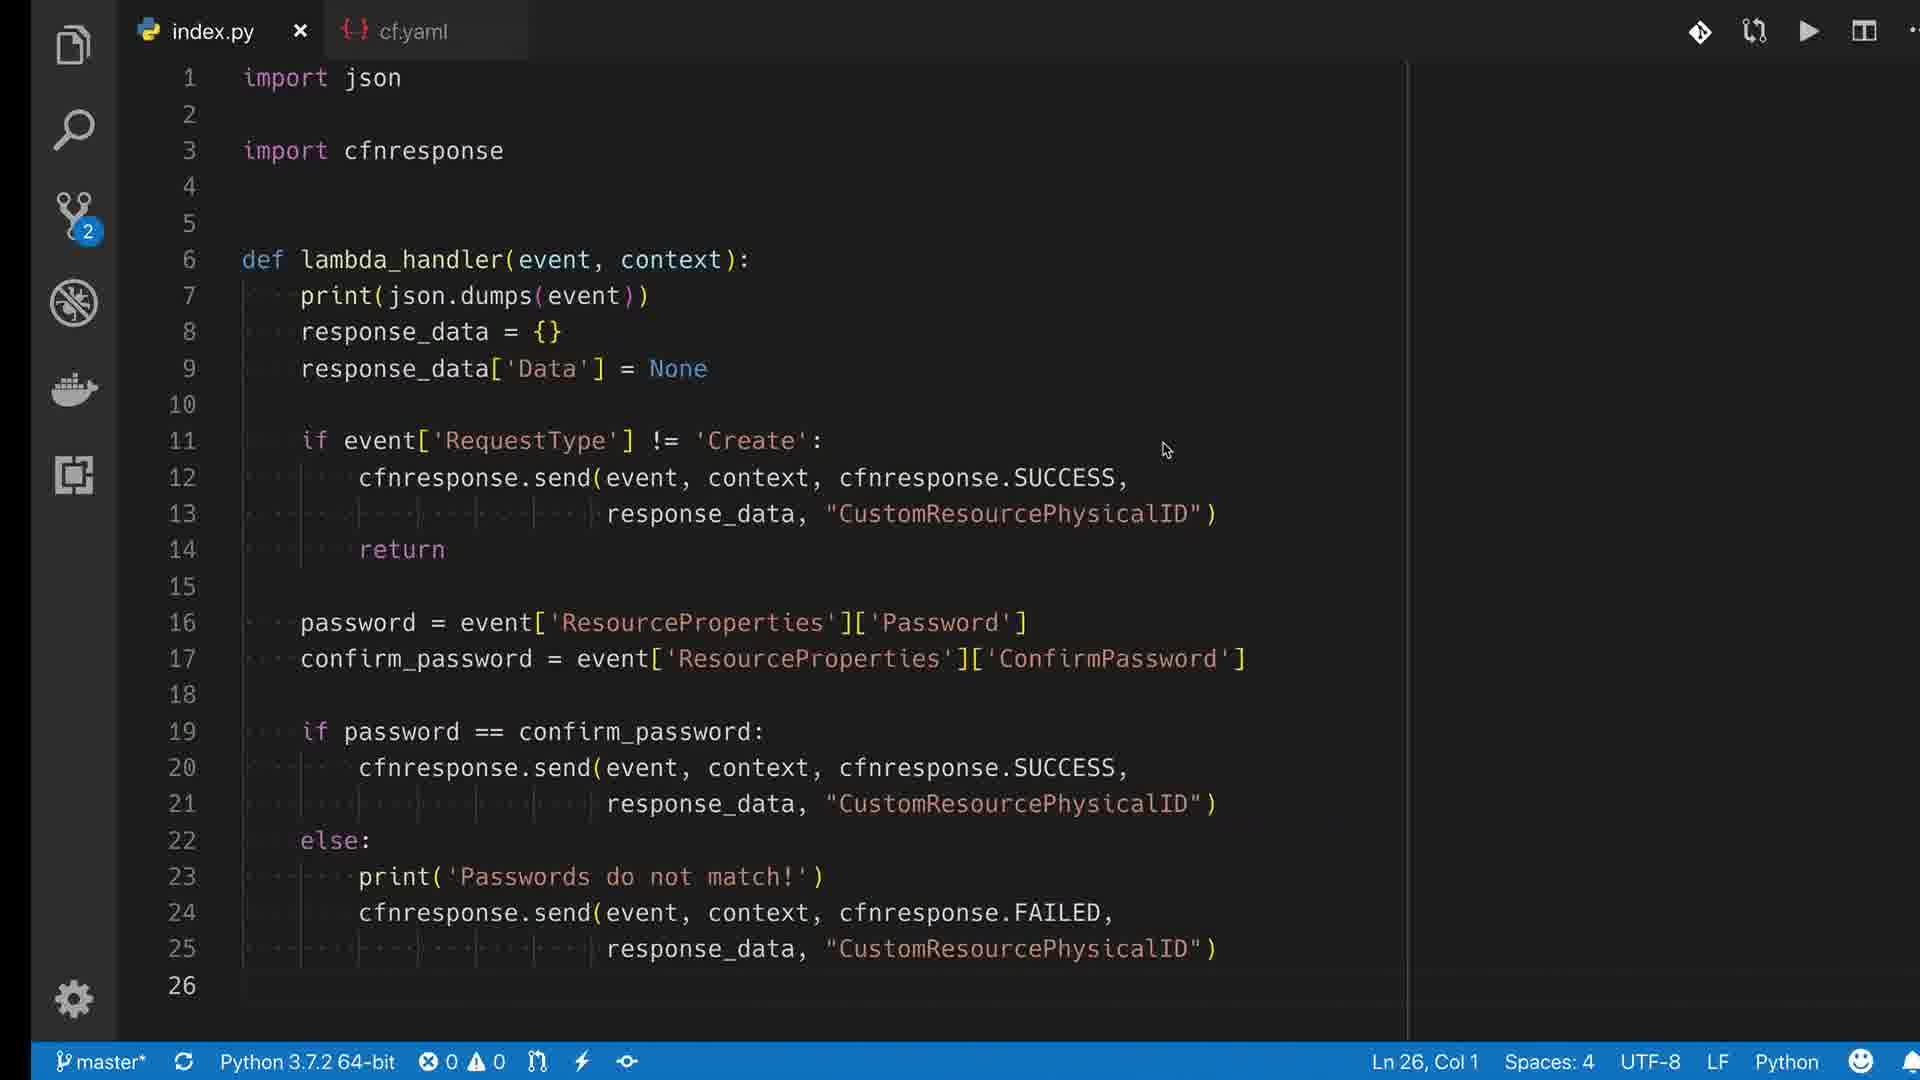 index.py
cf.yaml
1 import json
2
3 import cfnresponse
4
5
6 def lambda_handler(event, context):
7 print(json.dumps(event))
8 response_data = {}
9 response_data['Data'] = None
10
11 if event['RequestType'] != 'Create':
12 cfnresponse.send(event, context, cfnresponse.SUCCESS,
13 response_data, "CustomResourcePhysicalID")
14 return
15
16 password = event['ResourceProperties']['Password']
17 confirm_password = event['ResourceProperties']['ConfirmPassword']
18
19 if password == confirm_password:
20 cfnresponse.send(event, context, cfnresponse.SUCCESS,
21 response_data, "CustomResourcePhysicalID")
22 else:
23 print('Passwords do not match!')
24 cfnresponse.send(event, context, cfnresponse.FAILED,
25 response_data, "CustomResourcePhysicalID")
26
2
master* Python 3.7.2 64-bit 0 0 Ln 26, Col 1 Spaces: 4 UTF-8 LF Python